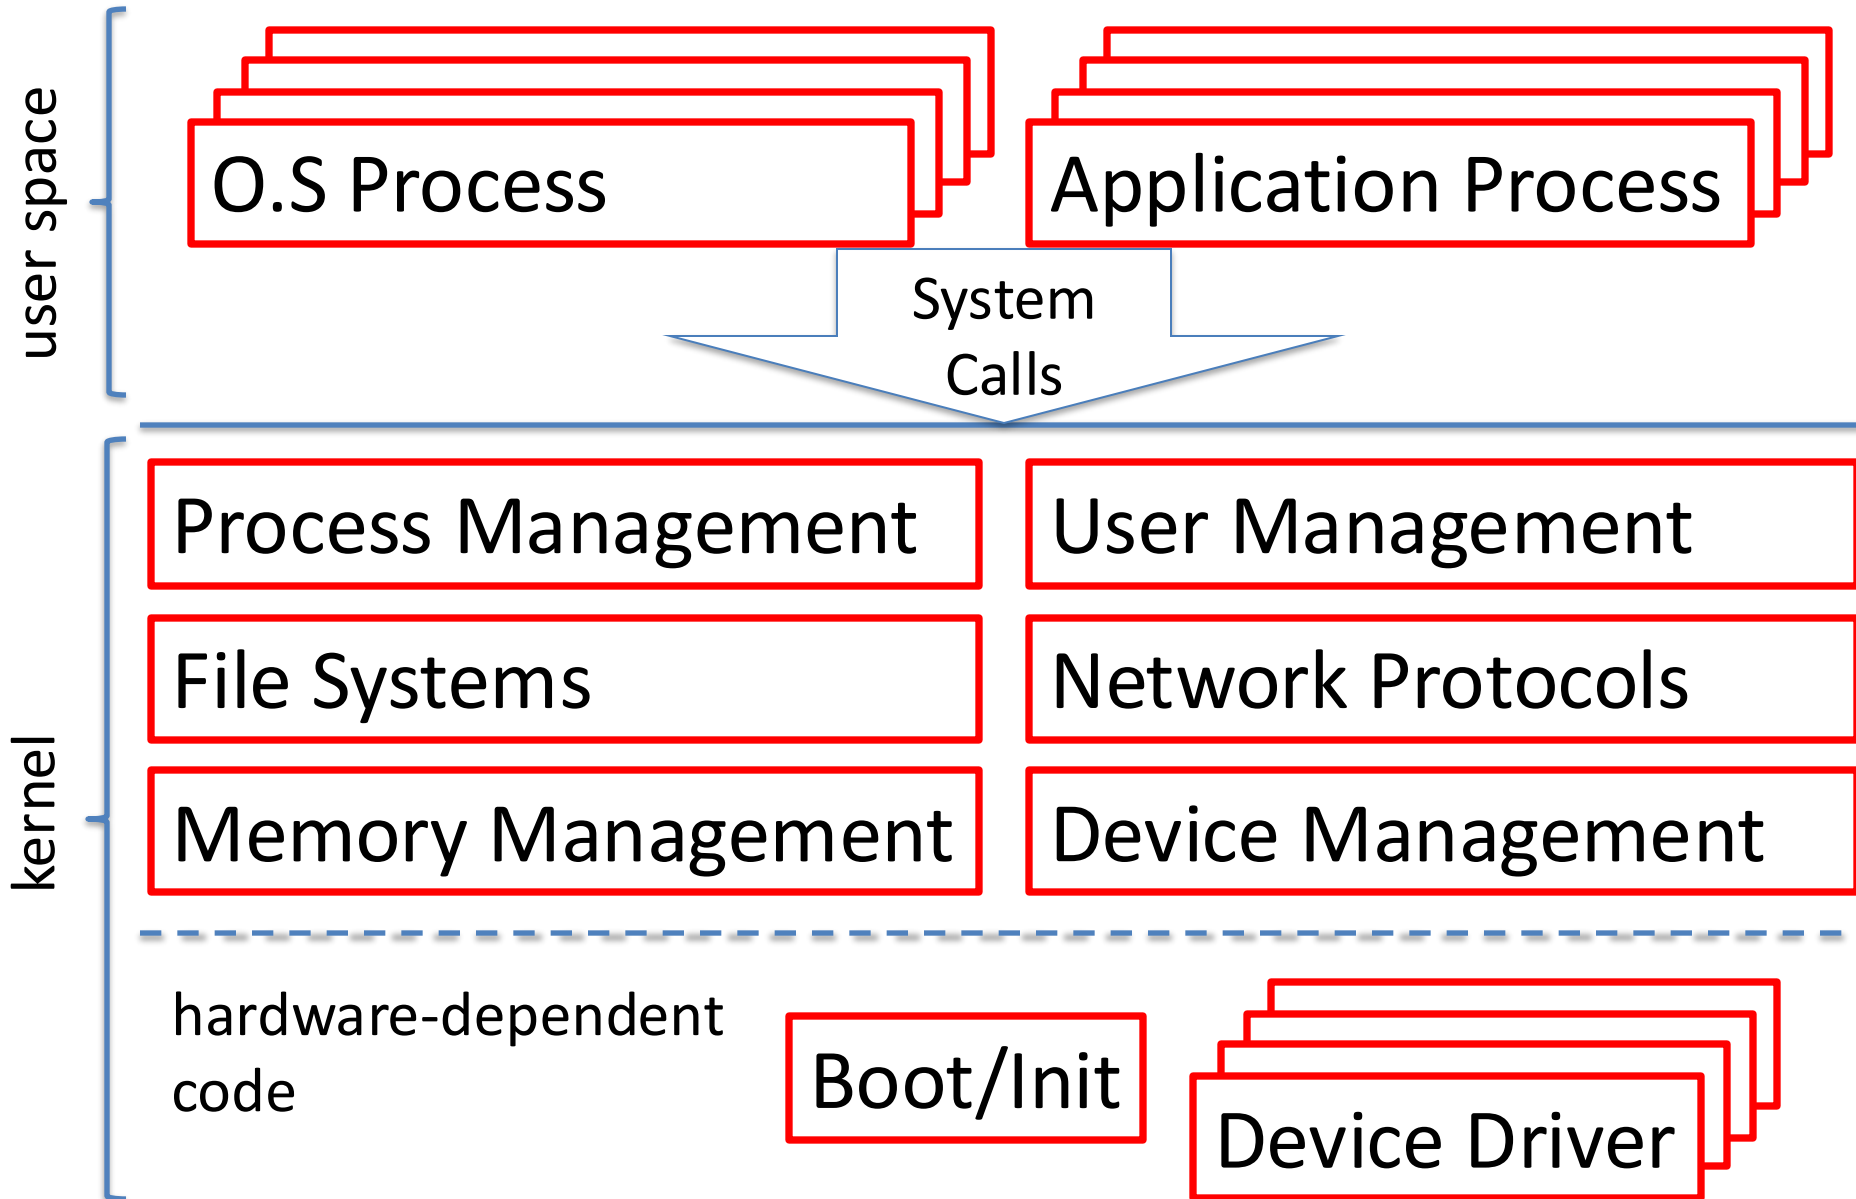 user space
O.S Process
Application Process
System
Calls
kernel
Process Management
User Management
File Systems
Network Protocols
Memory Management
Device Management
hardware-dependent
code
Boot/Init
Device Driver